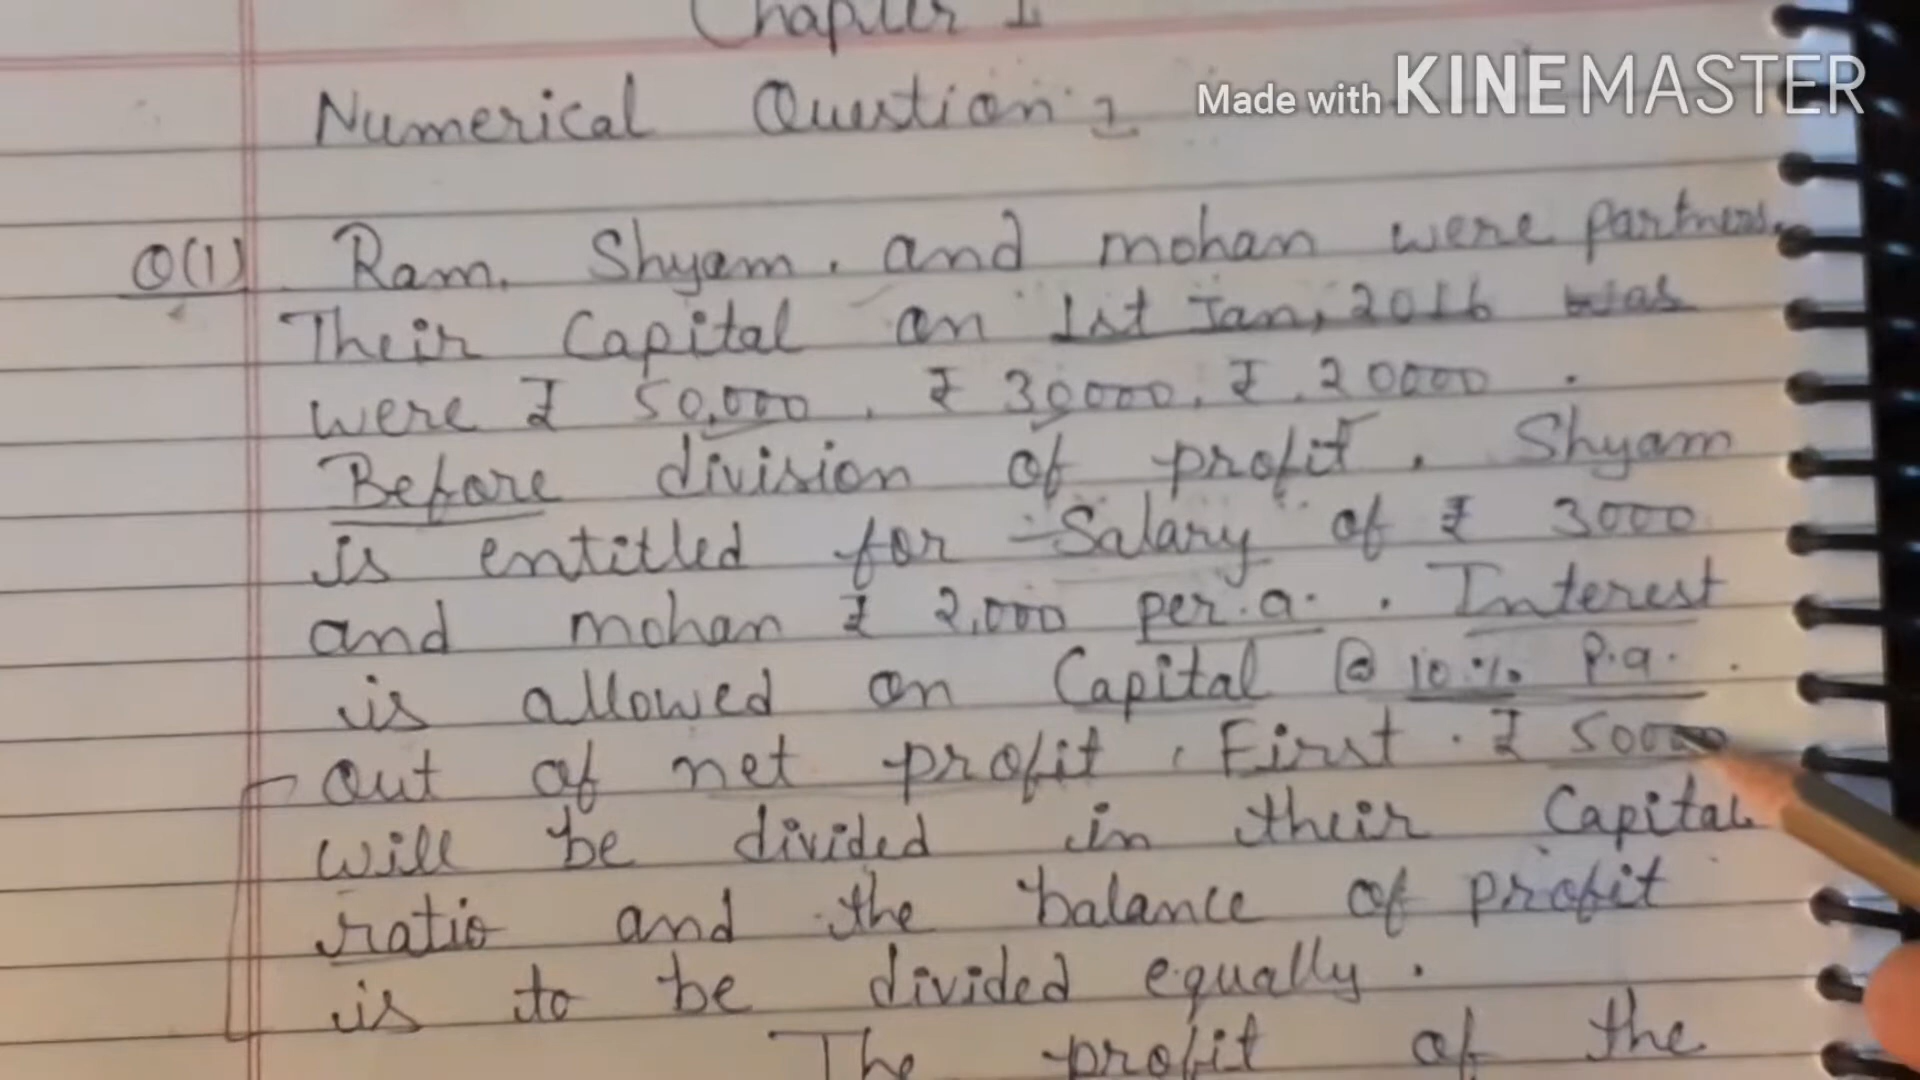 Chapter 1
Made with KINEMASTER
Numerical Question :-
Q(1) Ram, Shyam, and mohan were partners.
Their Capital on 1st Jan, 2016
were ₹ 50,000, ₹ 30000, ₹ 20000.
Before division of profit, Shyam
is entitled for Salary of ₹ 3000
and mohan ₹ 2,000 per.a. Interest
is allowed on Capital @ 10% P.a.
out of net profit, First ₹ 50000
will be divided in their Capital
ratio and the balance of profit
is to be divided equally.
The profit of the